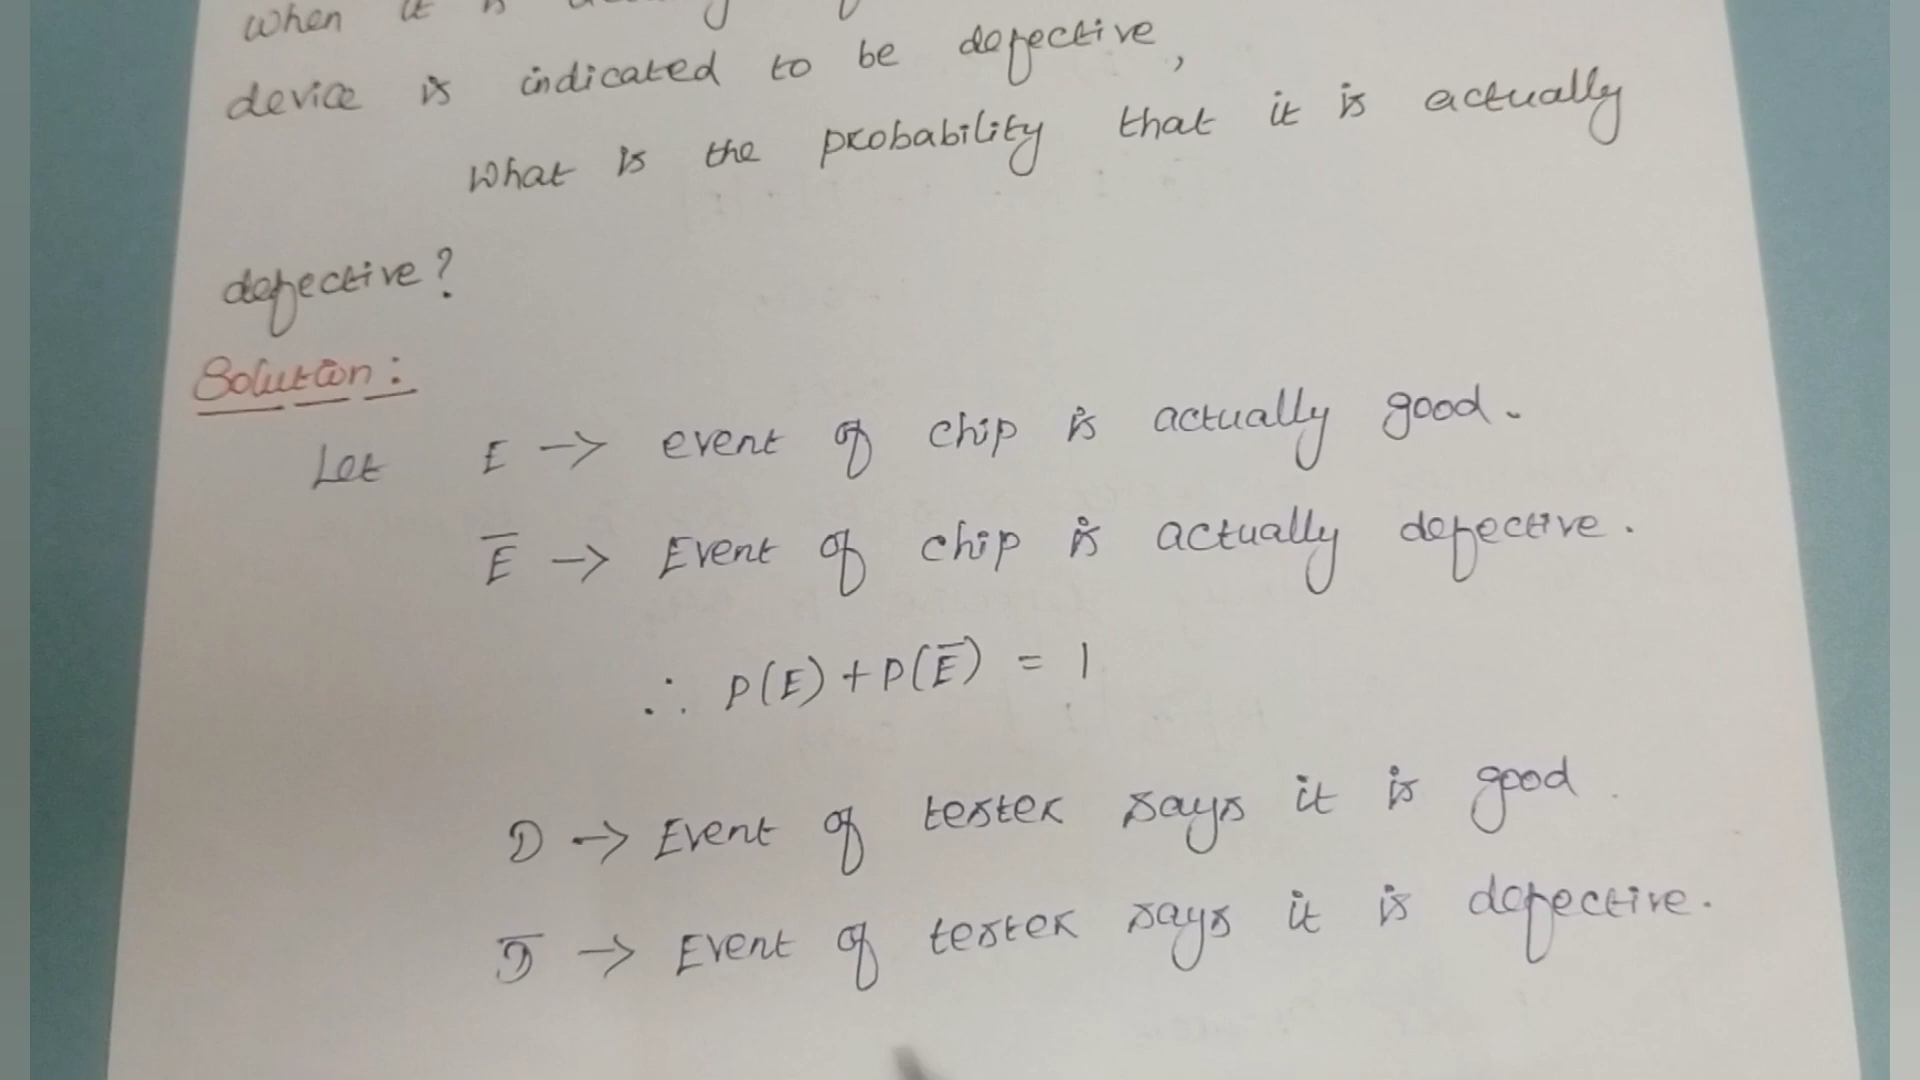 when it is
device is indicated to be defective,
What is the probability that it is actually
defective?
Solution:
Let E -> event of chip is actually good.
E̅ -> Event of chip is actually defective.
∴ P(E) + P(E̅) = 1
D -> Event of tester says it is good
D̅ -> Event of tester says it is defective.